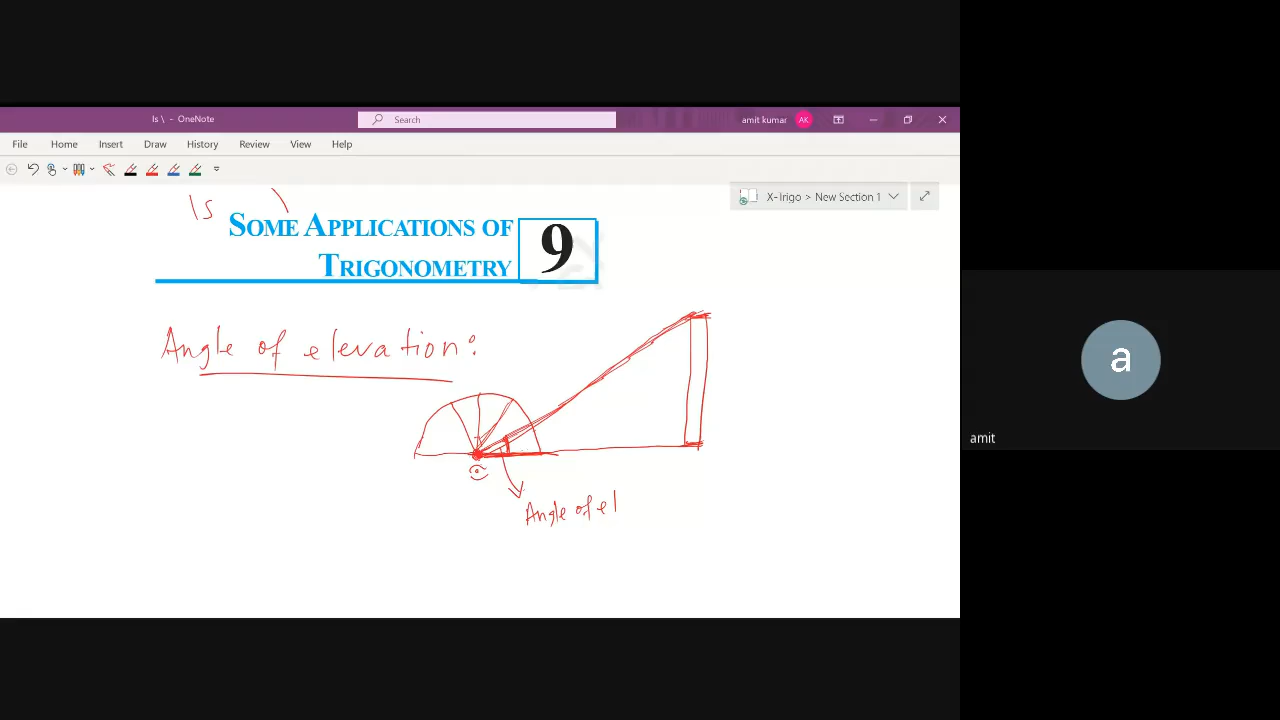 Is \ - OneNote
Search
amit kumar
AK
File Home Insert Draw History Review View Help
X-Trigo > New Section 1
Is \
SOME APPLICATIONS OF
TRIGONOMETRY
9
Angle of elevation:
Angle of el
a
amit